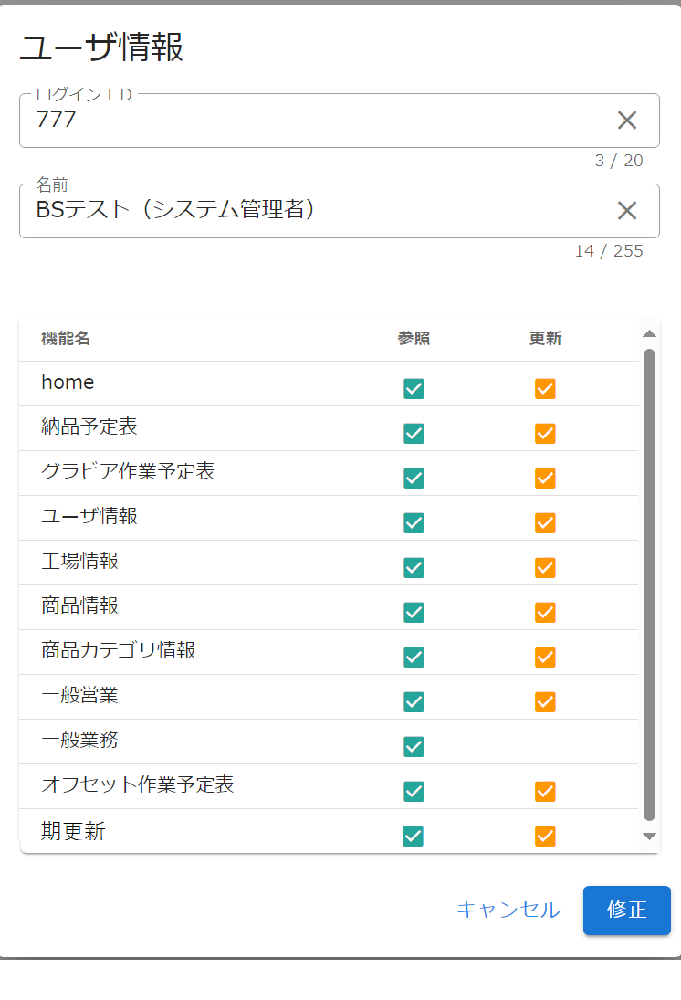 ユーザ情報
ログインＩＤ
777
3 / 20
名前
BSテスト（システム管理者）
14 / 255
機能名 参照 更新
home
納品予定表
グラビア作業予定表
ユーザ情報
工場情報
商品情報
商品カテゴリ情報
一般営業
一般業務
オフセット作業予定表
期更新
キャンセル 修正